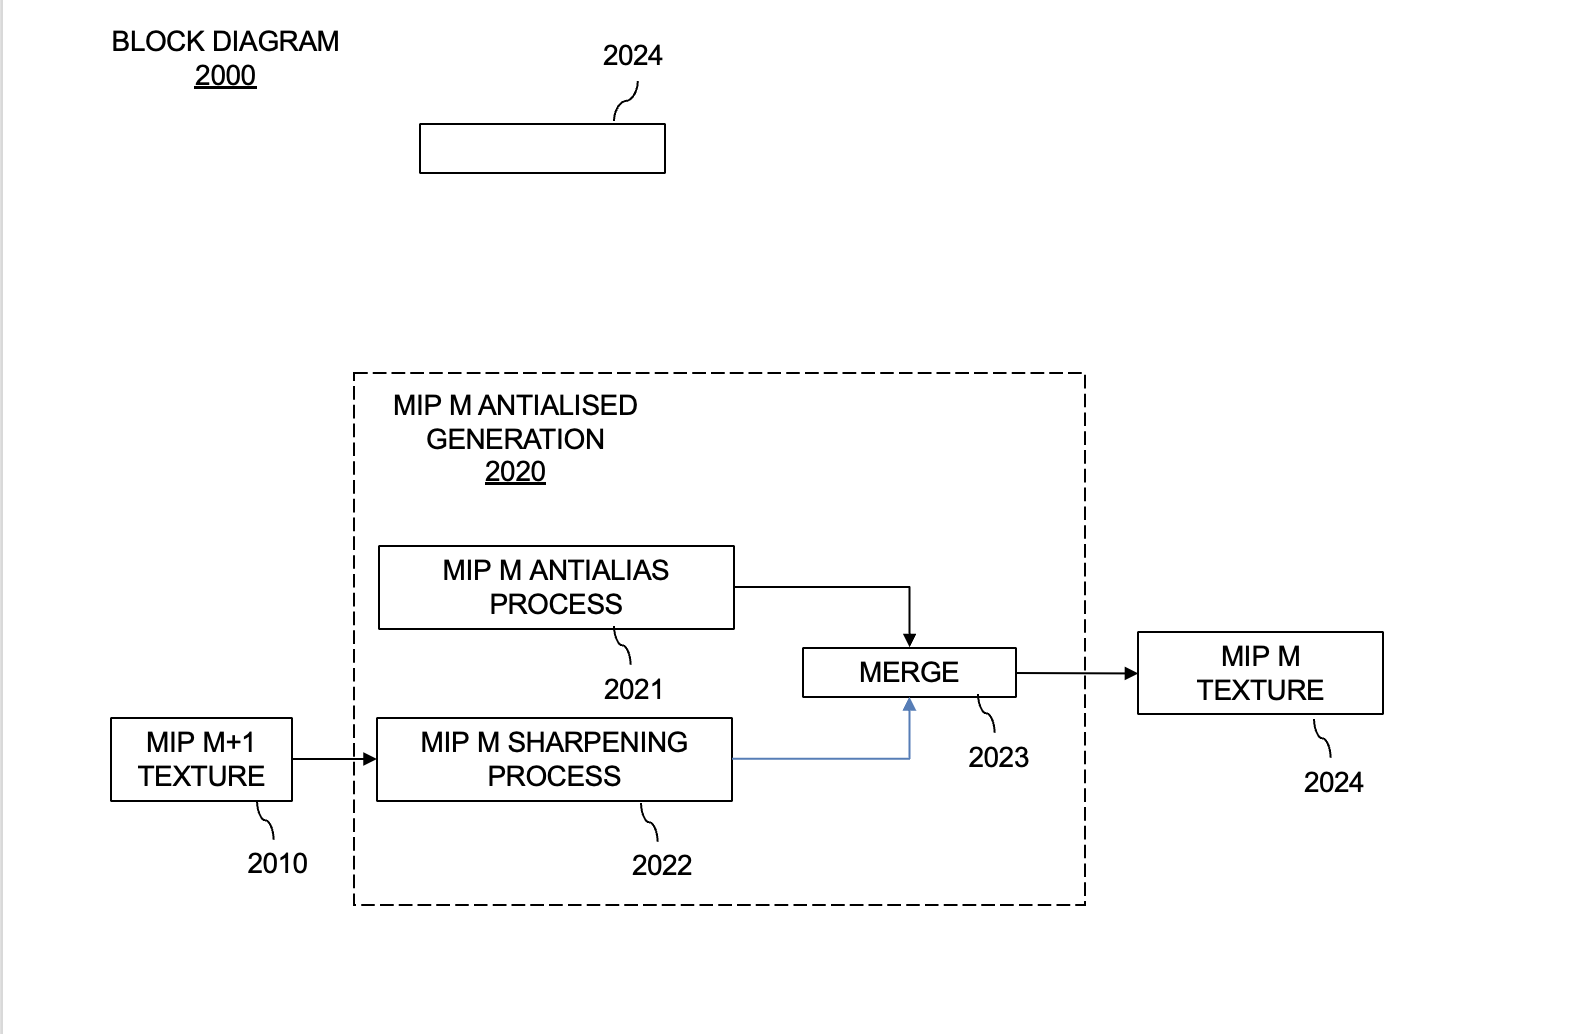 BLOCK DIAGRAM
2000
2024
MIP M ANTIALISED
GENERATION
2020
MIP M ANTIALIAS
PROCESS
2021
MERGE
2023
MIP M
TEXTURE
2024
MIP M+1
TEXTURE
2010
MIP M SHARPENING
PROCESS
2022